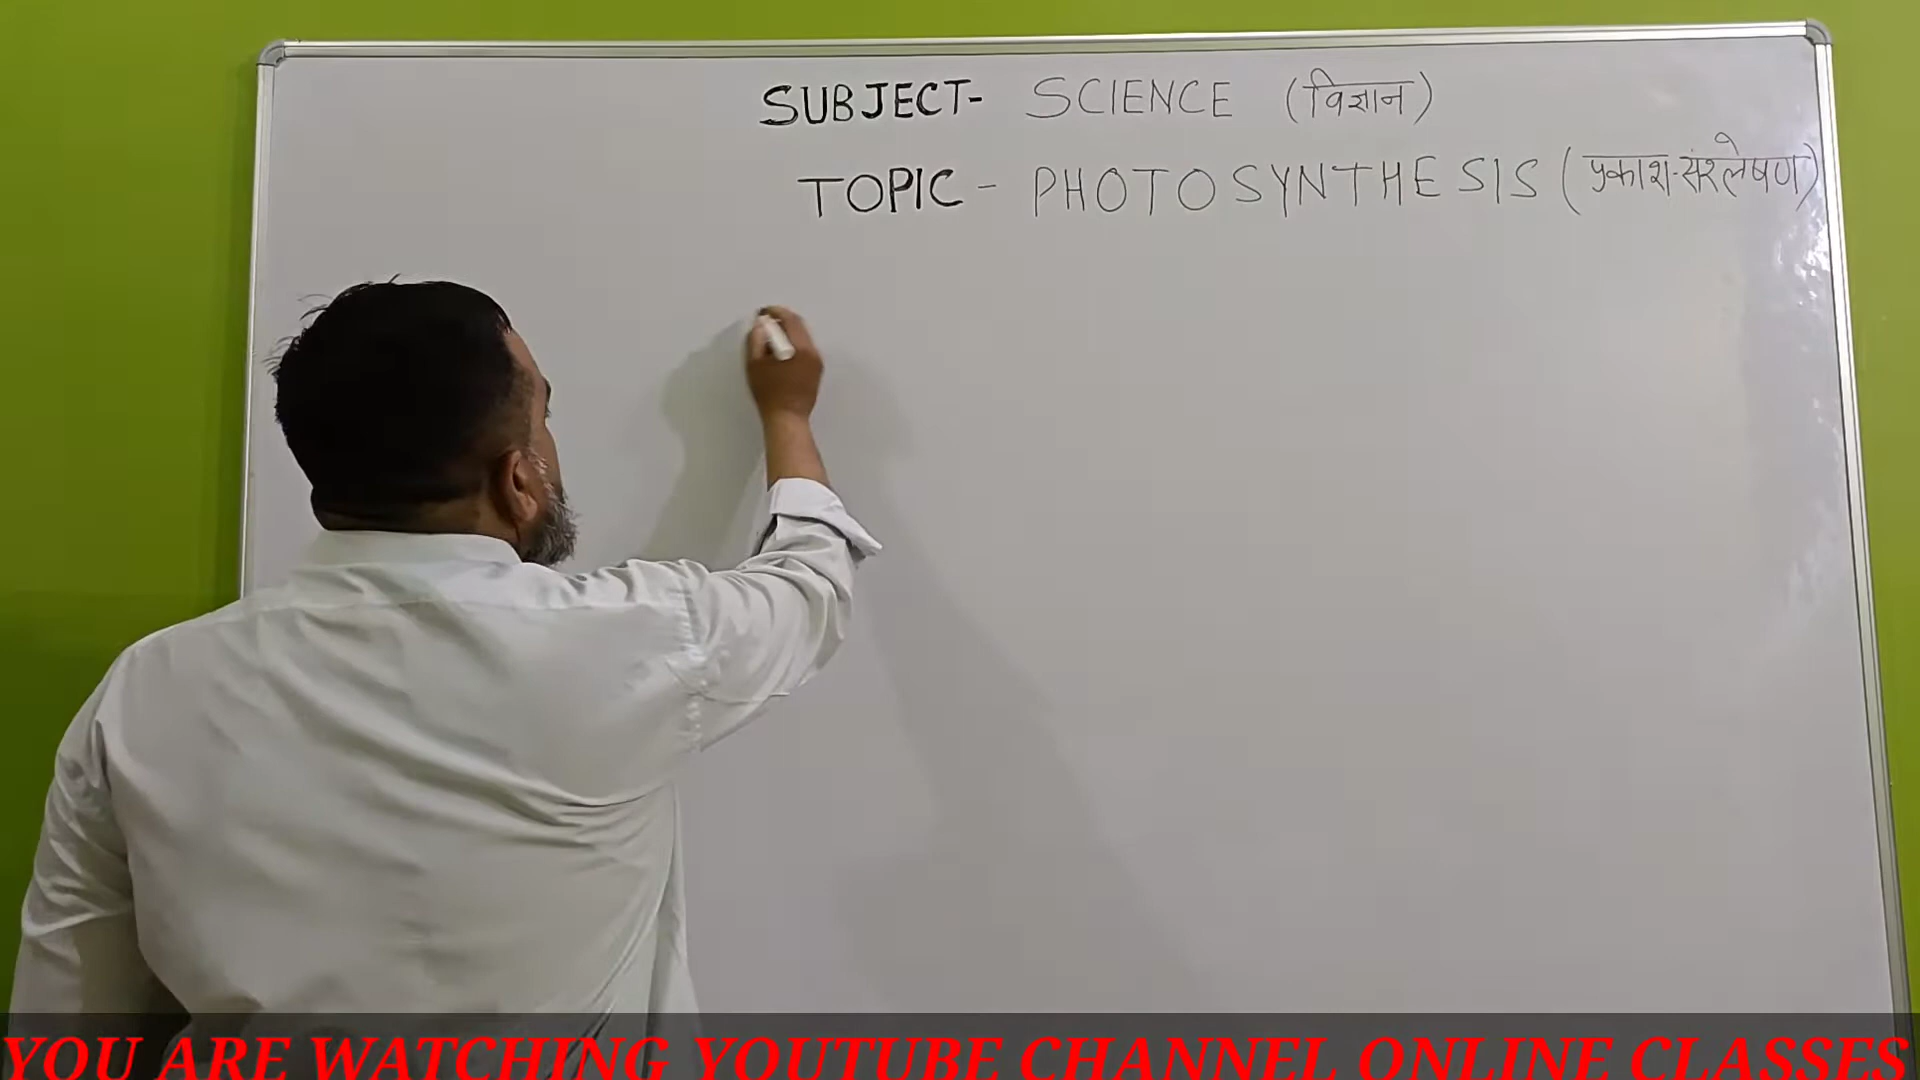 SUBJECT- SCIENCE (विज्ञान)
TOPIC - PHOTOSYNTHESIS (प्रकाश-संश्लेषण)
YOU ARE WATCHING YOUTUBE CHANNEL ONLINE CLASSES